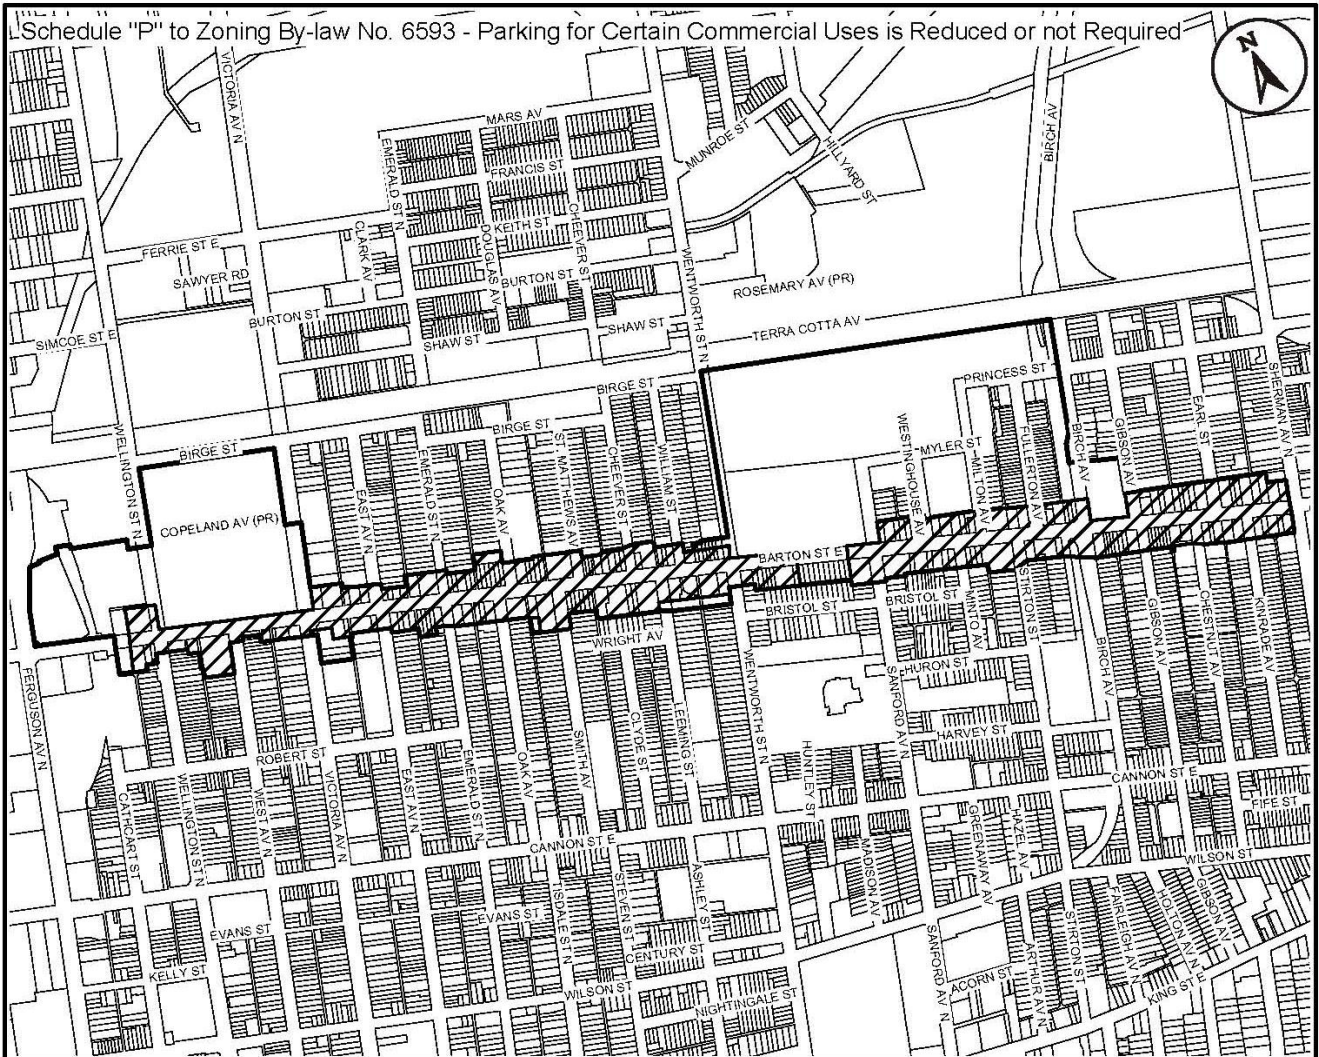 Schedule "P" to Zoning By-law No. 6593 - Parking for Certain Commercial Uses is Reduced or not Required
N
VICTORIA AV N
BIRCH AV
MARS AV
MUNROE ST
EMERALD ST N
FRANCIS ST
HILLYARD ST
KEITH ST
CHEEVER ST
DOUGLAS AV
CLARK AV
FERRIE ST E
SAWYER RD
BURTON ST
WENTWORTH ST N
ROSEMARY AV (PR)
BURTON ST
SHAW ST
TERRA COTTA AV
SIMCOE ST E
SHAW ST
BIRGE ST
PRINCESS ST
SHERMAN AV N
EARL ST
WELLINGTON ST N
BIRGE ST
BIRGE ST
EMERALD ST N
EAST AV N
OAK AV
ST. MATTHEWS AV
CHEEVER ST
WILLIAM ST
WESTINGHOUSE AV
MYLER ST
MILTON AV
FULLERTON AV
BIRCH AV
GIBSON AV
COPELAND AV (PR)
BARTON ST E
BRISTOL ST
BRISTOL ST
MINTO AV
STIRTON ST
GIBSON AV
CHESTNUT AV
KINRADE AV
WRIGHT AV
HURON ST
BIRCH AV
FERGUSON AV N
WENTWORTH ST N
SANFORD AV N
LEEMING ST
CLYDE ST
SMITH AV
HARVEY ST
ROBERT ST
HUNTLEY ST
CANNON ST E
CATHCART ST
WELLINGTON ST N
WEST AV N
VICTORIA AV N
EAST AV N
EMERALD ST N
OAK AV
FIFE ST
GREENAWAY AV
HAZEL AV
CANNON ST E
MADISON AV
WILSON ST
ASHLEY ST
STEVEN ST
TISDALE ST N
EVANS ST
EVANS ST
FAIRLEIGH AV N
HOLTON AV N
GIBSON AV
STIRTON ST
ARTHUR AV N
SANFORD AV N
CENTURY ST
KELLY ST
WILSON ST
ACORN ST
KING ST E
NIGHTINGALE ST